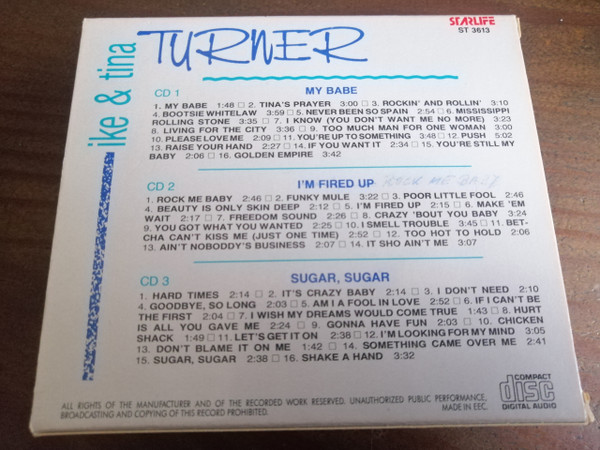 STARLIFE
ST 3613
ike & tina
TURNER
CD 1 MY BABE
1. MY BABE 1:48 □ 2. TINA'S PRAYER 3:00 □ 3. ROCKIN' AND ROLLIN' 3:10
4. BOOTSIE WHITELAW 3:59 □ 5. NEVER BEEN SO SPAIN 2:54 □ 6. MISSISSIPPI
ROLLING STONE 3:35 □ 7. I KNOW (YOU DON'T WANT ME NO MORE) 3:23
8. LIVING FOR THE CITY 3:36 □ 9. TOO MUCH MAN FOR ONE WOMAN 3:00
10. PLEASE LOVE ME 2:09 □ 11. YOU'RE UP TO SOMETHING 3:48 □ 12. PUSH 5:02
13. RAISE YOUR HAND 2:27 □ 14. IF YOU WANT IT 2:34 □ 15. YOU'RE STILL MY
BABY 2:06 □ 16. GOLDEN EMPIRE 3:42
CD 2 I'M FIRED UP ROCK ME BABY
1. ROCK ME BABY 2:46 □ 2. FUNKY MULE 3:22 □ 3. POOR LITTLE FOOL 2:46
4. BEAUTY IS ONLY SKIN DEEP 2:12 □ 5. I'M FIRED UP 2:15 □ 6. MAKE 'EM
WAIT 2:17 □ 7. FREEDOM SOUND 2:26 □ 8. CRAZY 'BOUT YOU BABY 3:24
9. YOU GOT WHAT YOU WANTED 2:25 □ 10. I SMELL TROUBLE 3:45 □ 11. BET-
CHA CAN'T KISS ME (JUST ONE TIME) 2:52 □ 12. TOO HOT TO HOLD 2:06
13. AIN'T NOBODDY'S BUSINESS 2:07 □ 14. IT SHO AIN'T ME 3:07
CD 3 SUGAR, SUGAR
1. HARD TIMES 2:14 □ 2. IT'S CRAZY BABY 2:14 □ 3. I DON'T NEED 2:10
4. GOODBYE, SO LONG 2:03 □ 5. AM I A FOOL IN LOVE 2:52 □ 6. IF I CAN'T BE
THE FIRST 2:04 □ 7. I WISH MY DREAMS WOULD COME TRUE 1:43 □ 8. HURT
IS ALL YOU GAVE ME 2:24 □ 9. GONNA HAVE FUN 2:03 □ 10. CHICKEN
SHACK 1:49 □ 11. LET'S GET IT ON 2:38 □ 12. I'M LOOKING FOR MY MIND 3:05
13. DON'T BLAME IT ON ME 1:42 □ 14. SOMETHING CAME OVER ME 2:41
15. SUGAR, SUGAR 2:38 □ 16. SHAKE A HAND 3:32
COMPACT
disc
DIGITAL AUDIO
ALL RIGHTS OF THE MANUFACTURER AND OF THE RECORDED WORK RESERVED. UNAUTHORIZED PUBLIC PERFORMANCE,
BROADCASTING AND COPYING OF THIS RECORD PROHIBITED. MADE IN EEC.